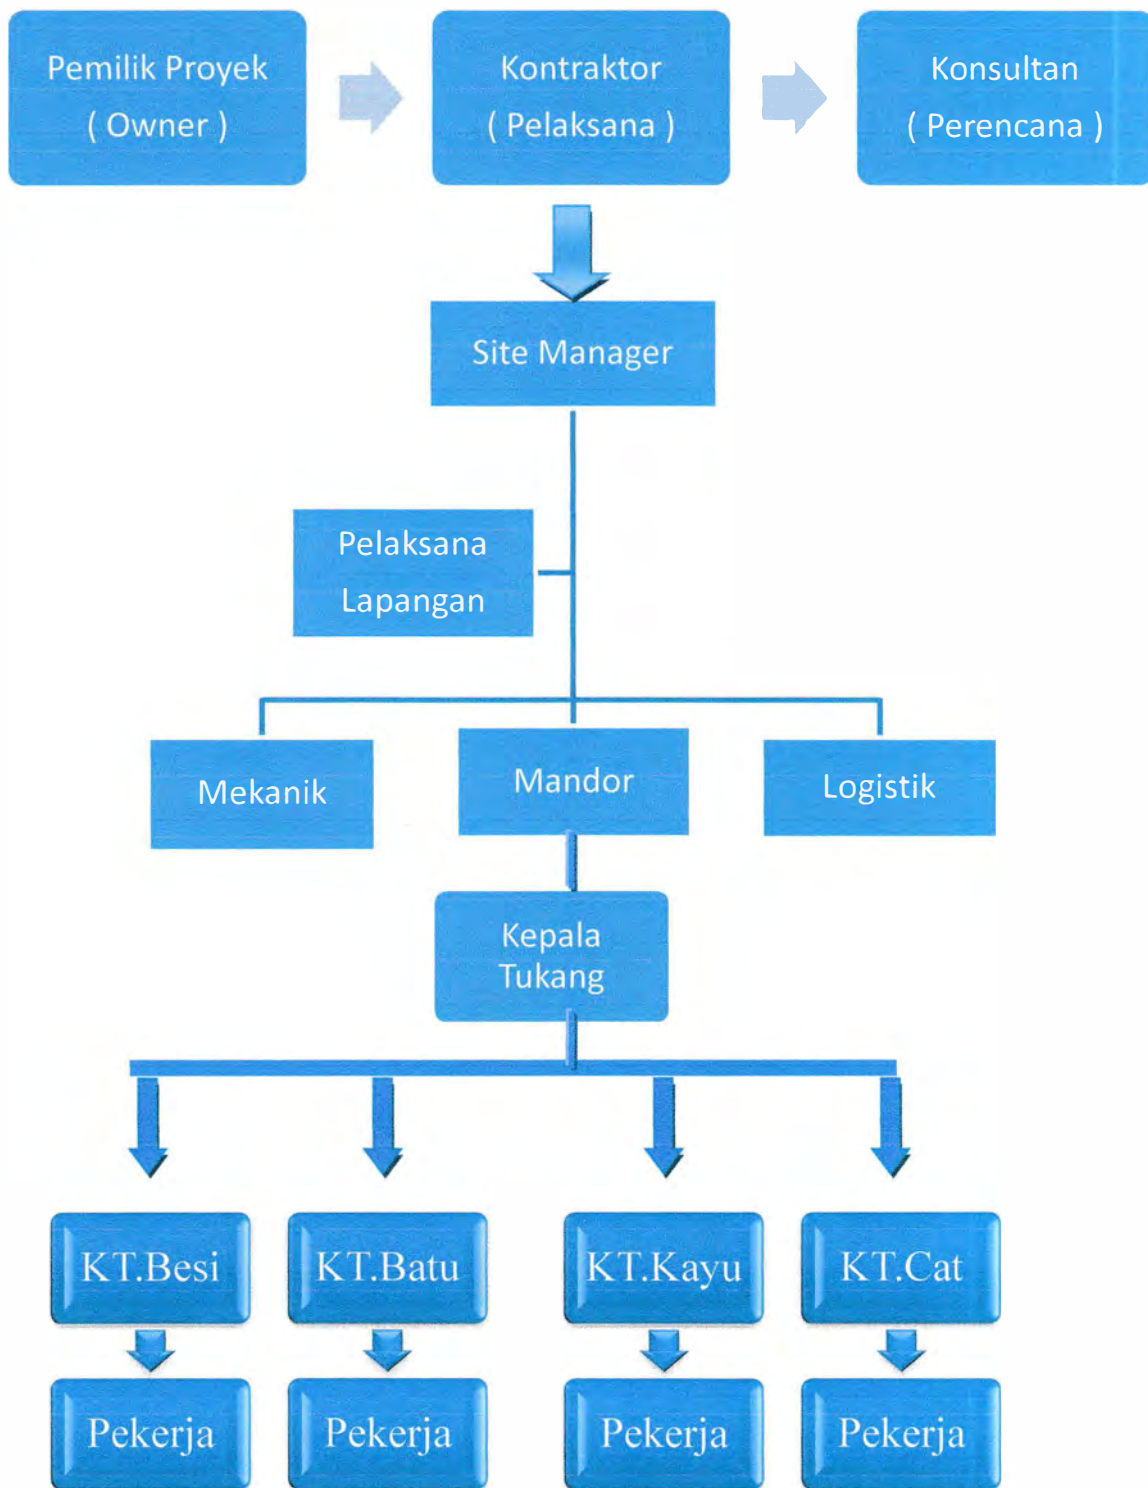 Pemilik Proyek
( Owner )
Kontraktor
( Pelaksana )
Konsultan
( Perencana )
Site Manager
Pelaksana
Lapangan
Mekanik
Mandor
Logistik
Kepala
Tukang
KT.Besi
KT.Batu
KT.Kayu
KT.Cat
Pekerja
Pekerja
Pekerja
Pekerja